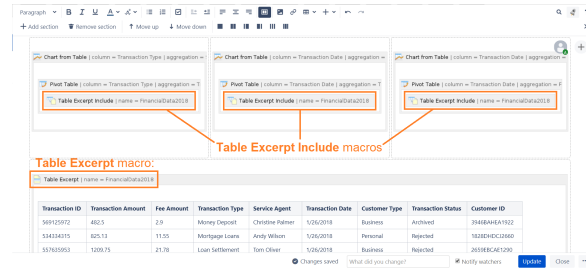 Paragraph B I U A
Add section Remove section Move up Move down
Chart from Table | column = Transaction Type | aggregation = Chart from Table | column = Transaction Date | aggregation = Chart from Table | column = Transaction Date | aggregation =
Pivot Table | column = Transaction Type | aggregation = T Pivot Table | column = Transaction Date | aggregation = T Pivot Table | column = Transaction Date | aggregation = F
Table Excerpt Include | name = FinancialData2018 Table Excerpt Include | name = FinancialData2018 Table Excerpt Include | name = FinancialData2018
Table Excerpt Include macros
Table Excerpt macro:
Table Excerpt | name = FinancialData2018
Transaction ID Transaction Amount Fee Amount Transaction Type Service Agent Transaction Date Customer Type Transaction Status Customer ID
569125972 482.5 2.9 Money Deposit Christine Palmer 1/26/2018 Business Archived 3946BAHEA1922
534334315 825.13 11.55 Mortgage Loans Andy Wilson 1/26/2018 Personal Rejected 1828DHDCI2660
557635953 1209.75 21.78 Loan Settlement Tom Oliver 1/26/2018 Business Rejected 2659EBCAE1290
Changes saved What did you change? Notify watchers Update Close